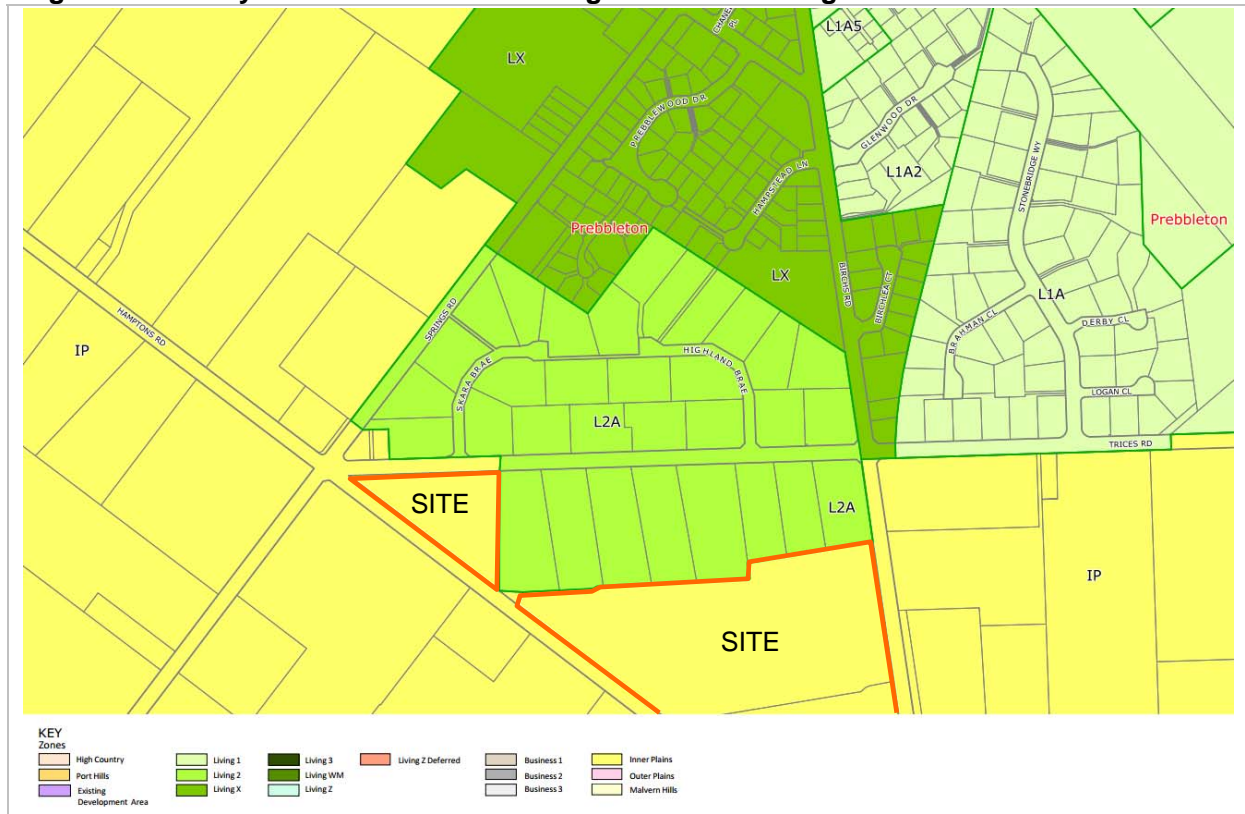 CHANE
PL
L1A5
LX
PREBBLEWOOD DR
GLENWOOD DR
STONEBRIDGE WY
L1A2
HAMPSTEAD LN
Prebbleton
Prebbleton
LX
BIRCHS RD
BIRCHLEA CT
L1A
HAMPTONS RD
SPRINGS RD
BRAHMAN CL
DERBY CL
IP
SKARA BRAE
HIGHLAND BRAE
LOGAN CL
L2A
TRICES RD
SITE
L2A
IP
SITE
KEY
Zones
High Country
Port Hills
Existing
Development Area
Living 1
Living 2
Living X
Living 3
Living WM
Living Z
Living Z Deferred
Business 1
Business 2
Business 3
Inner Plains
Outer Plains
Malvern Hills